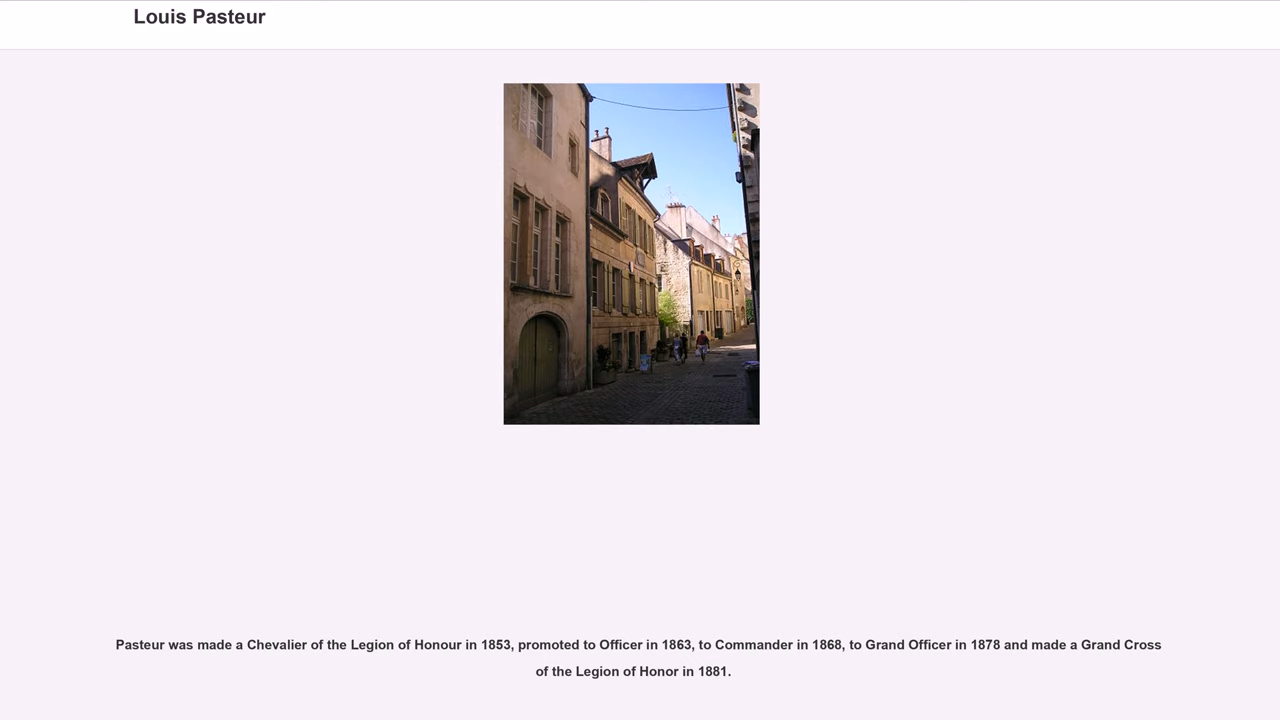 Louis Pasteur
Pasteur was made a Chevalier of the Legion of Honour in 1853, promoted to Officer in 1863, to Commander in 1868, to Grand Officer in 1878 and made a Grand Cross
of the Legion of Honor in 1881.